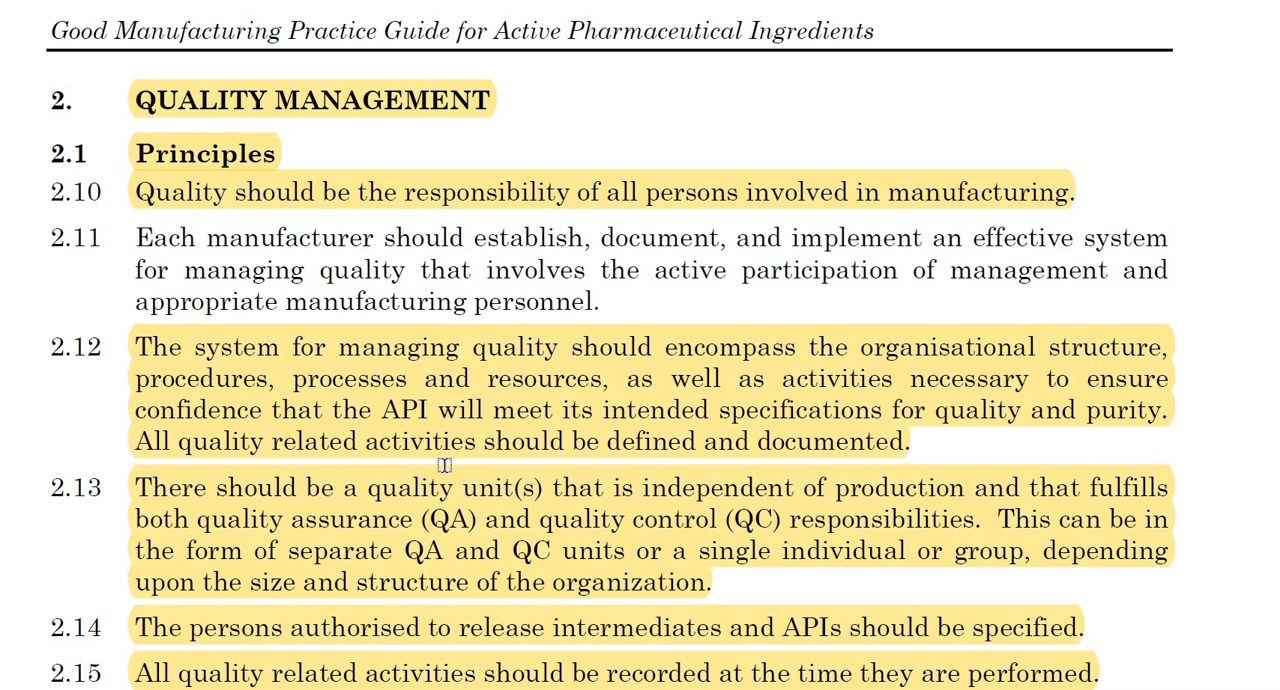 Good Manufacturing Practice Guide for Active Pharmaceutical Ingredients
2. QUALITY MANAGEMENT
2.1 Principles
2.10 Quality should be the responsibility of all persons involved in manufacturing.
2.11 Each manufacturer should establish, document, and implement an effective system
for managing quality that involves the active participation of management and
appropriate manufacturing personnel.
2.12 The system for managing quality should encompass the organisational structure,
procedures, processes and resources, as well as activities necessary to ensure
confidence that the API will meet its intended specifications for quality and purity.
All quality related activities should be defined and documented.
2.13 There should be a quality unit(s) that is independent of production and that fulfills
both quality assurance (QA) and quality control (QC) responsibilities. This can be in
the form of separate QA and QC units or a single individual or group, depending
upon the size and structure of the organization.
2.14 The persons authorised to release intermediates and APIs should be specified.
2.15 All quality related activities should be recorded at the time they are performed.